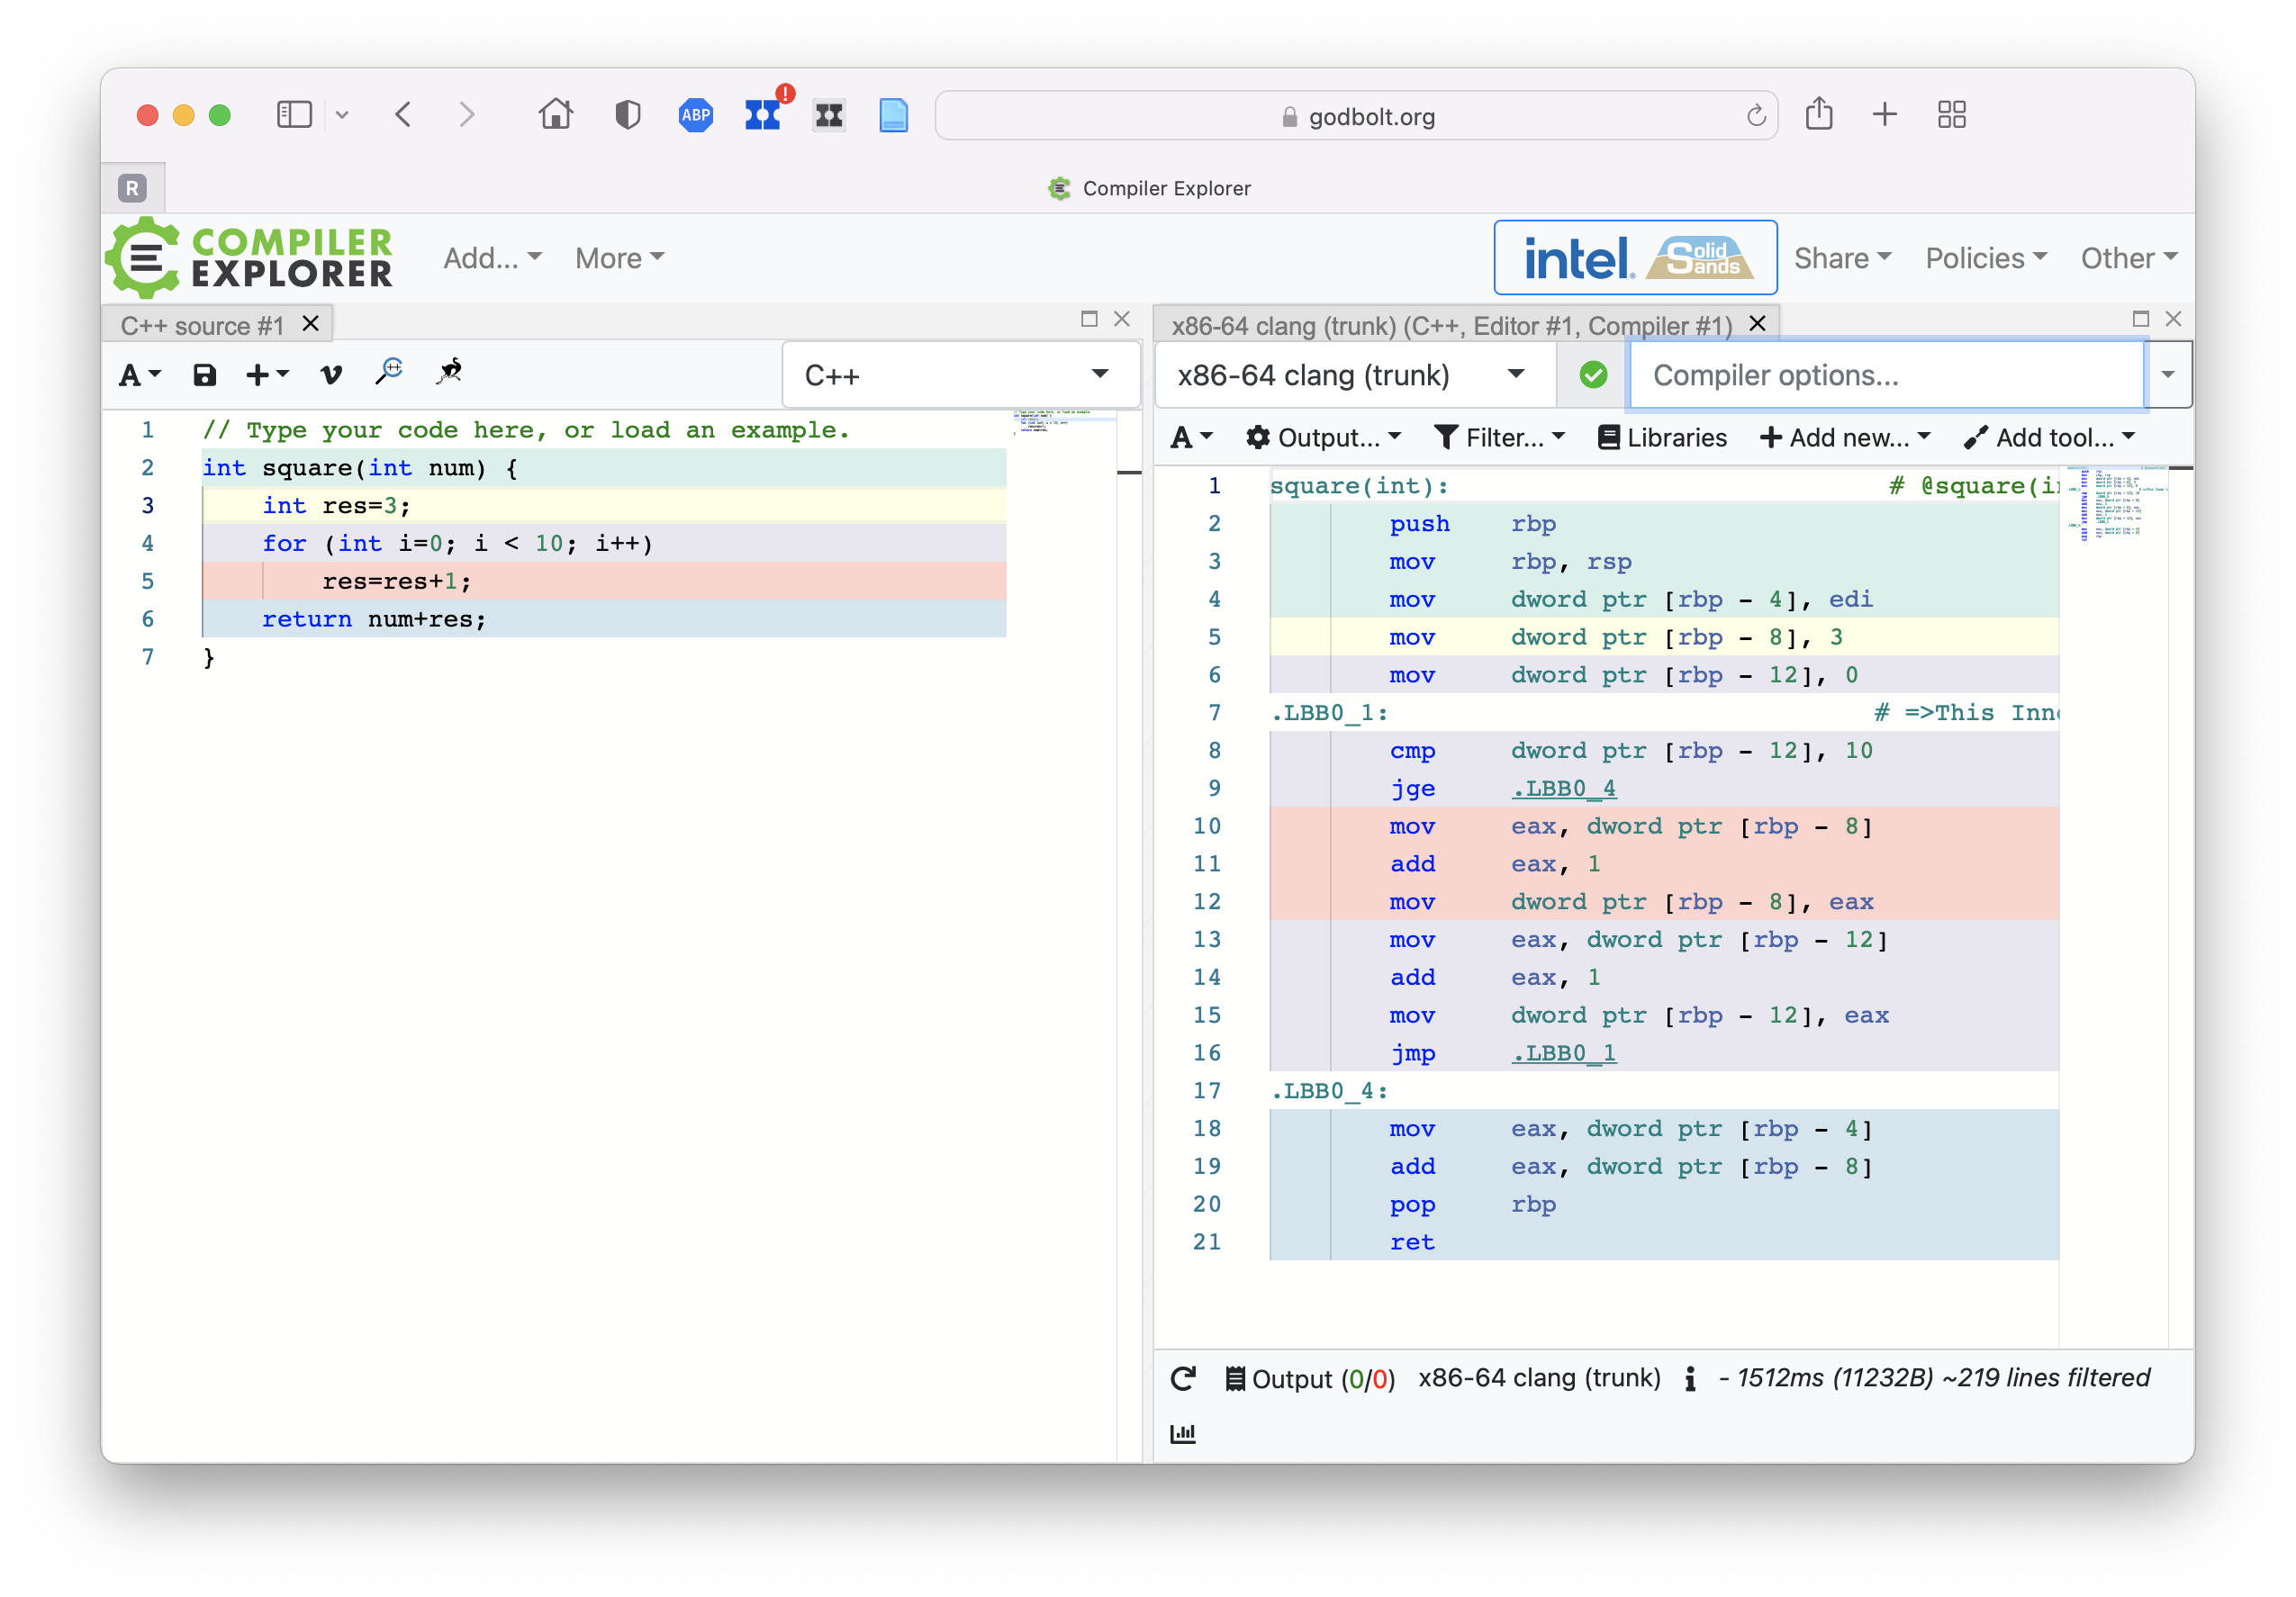 ABP
!
godbolt.org
R
Compiler Explorer
COMPILER
EXPLORER
Add...
More
intel.
Solid
Sands
Share
Policies
Other
C++ source #1
x86-64 clang (trunk) (C++, Editor #1, Compiler #1)
A
C++
x86-64 clang (trunk)
Compiler options...
A
Output...
Filter...
Libraries
Add new...
Add tool...
1 // Type your code here, or load an example.
2 int square(int num) {
3 int res=3;
4 for (int i=0; i < 10; i++)
5 res=res+1;
6 return num+res;
7 }
1 square(int): # @square(i
2 push rbp
3 mov rbp, rsp
4 mov dword ptr [rbp - 4], edi
5 mov dword ptr [rbp - 8], 3
6 mov dword ptr [rbp - 12], 0
7 .LBB0_1: # =>This Inn
8 cmp dword ptr [rbp - 12], 10
9 jge .LBB0_4
10 mov eax, dword ptr [rbp - 8]
11 add eax, 1
12 mov dword ptr [rbp - 8], eax
13 mov eax, dword ptr [rbp - 12]
14 add eax, 1
15 mov dword ptr [rbp - 12], eax
16 jmp .LBB0_1
17 .LBB0_4:
18 mov eax, dword ptr [rbp - 4]
19 add eax, dword ptr [rbp - 8]
20 pop rbp
21 ret
Output (0/0) x86-64 clang (trunk) - 1512ms (11232B) ~219 lines filtered